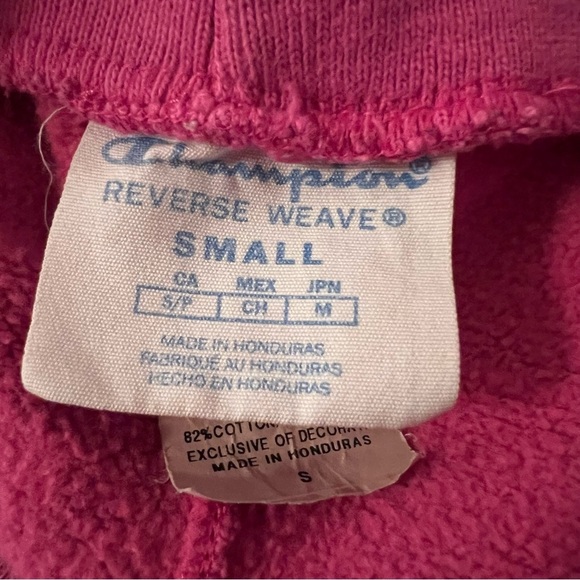 Champion®
REVERSE WEAVE®
SMALL
CA MEX JPN
S/P CH M
MADE IN HONDURAS
FABRIQUÉ AU HONDURAS
HECHO EN HONDURAS
82%COTTON
EXCLUSIVE OF
MADE IN HONDURAS
S